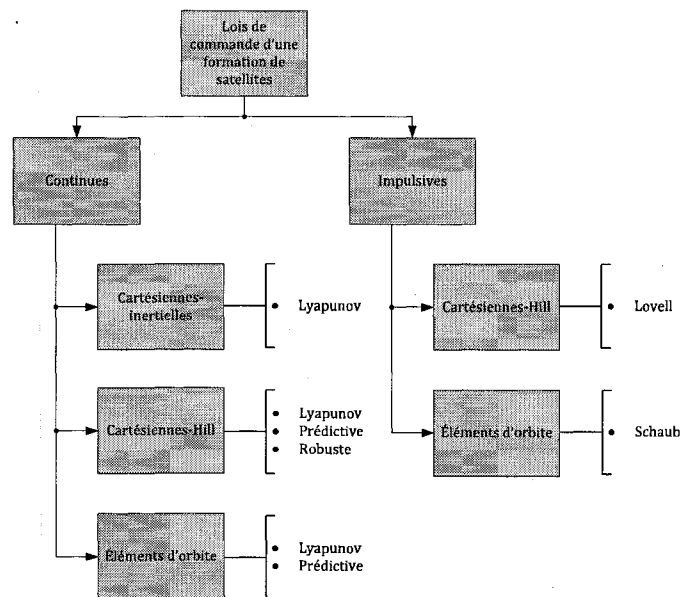 Lois de
commande d'une
formation de
satellites
Continues
Impulsives
Cartésiennes-
inertielles
• Lyapunov
Cartésiennes-Hill
• Lyapunov
• Prédictive
• Robuste
Éléments d'orbite
• Lyapunov
• Prédictive
Cartésiennes-Hill
• Lovell
Éléments d'orbite
• Schaub